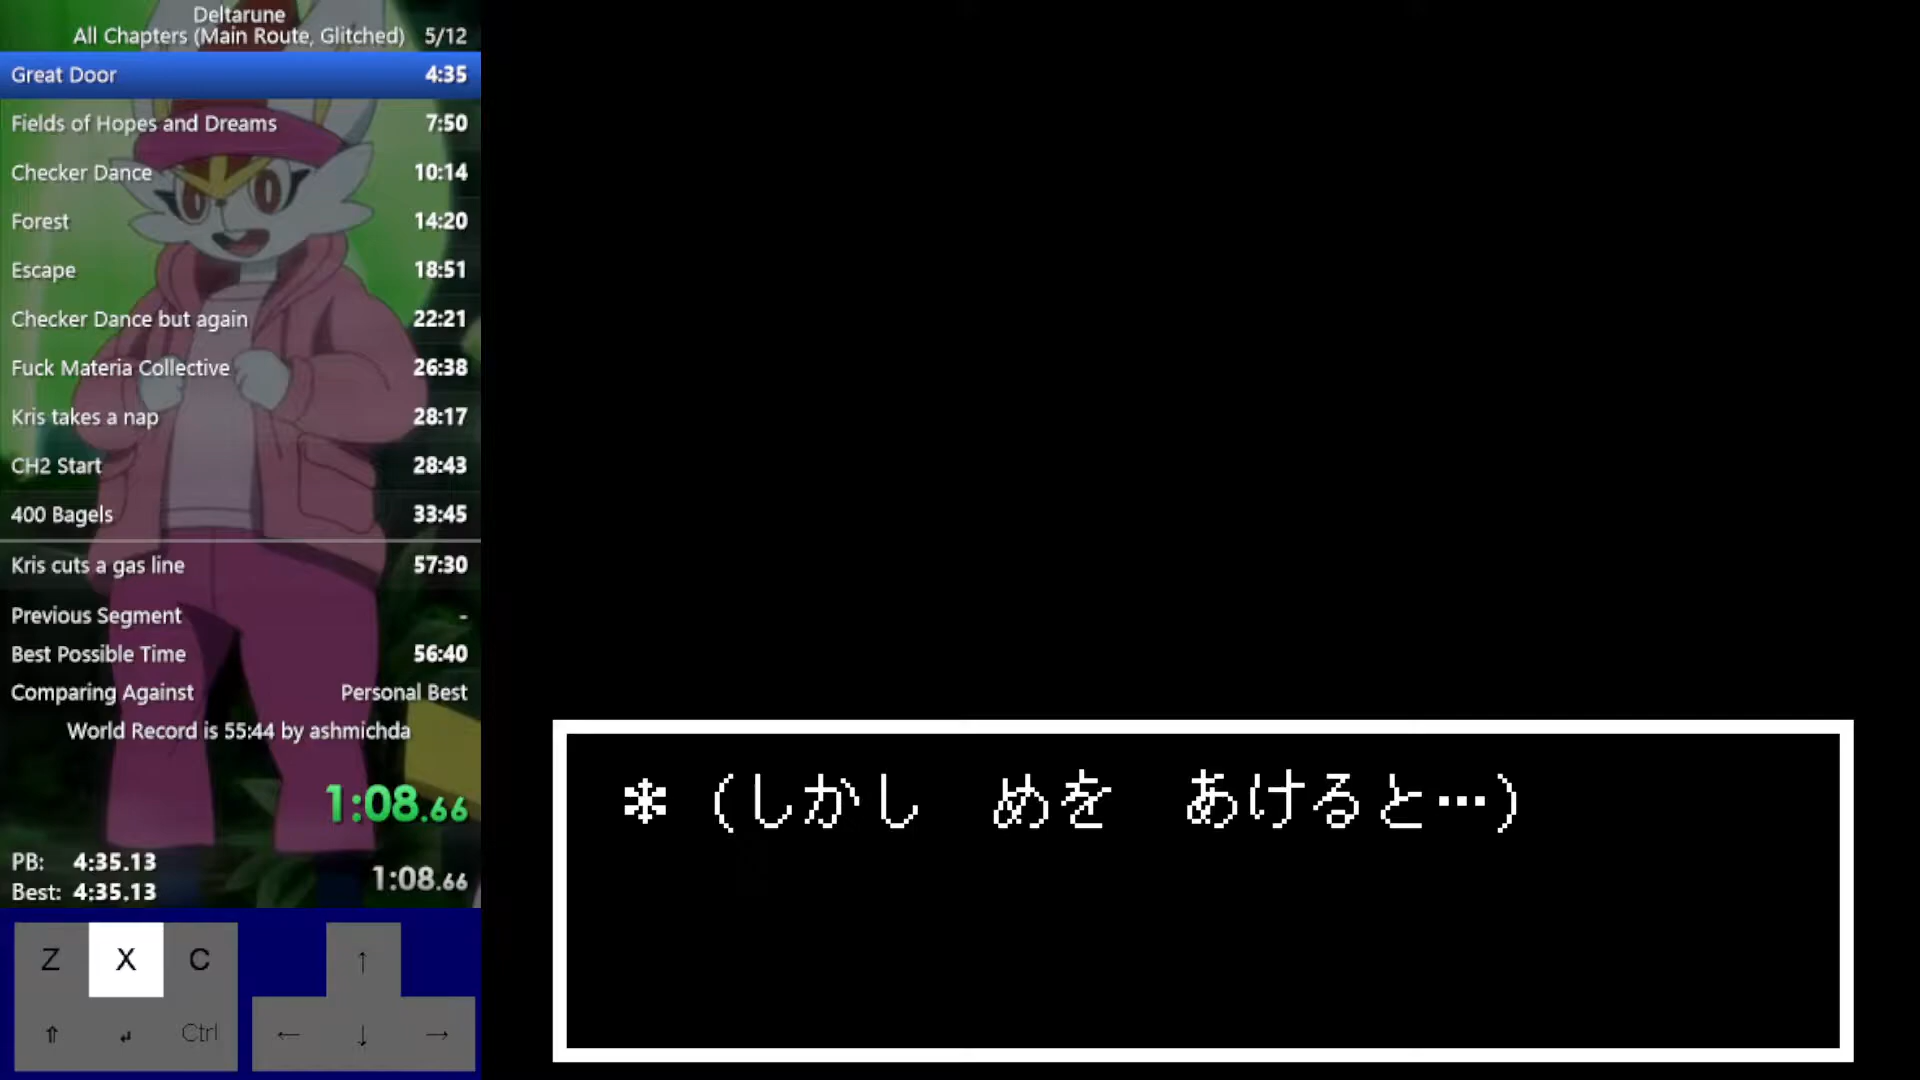 Deltarune
All Chapters (Main Route, Glitched) 5/12
Great Door 4:35
Fields of Hopes and Dreams 7:50
Checker Dance 10:14
Forest 14:20
Escape 18:51
Checker Dance but again 22:21
Fuck Materia Collective 26:38
Kris takes a nap 28:17
CH2 Start 28:43
400 Bagels 33:45
Kris cuts a gas line 57:30
Previous Segment -
Best Possible Time 56:40
Comparing Against Personal Best
World Record is 55:44 by ashmichda
1:08.66
PB: 4:35.13
Best: 4:35.13
1:08.66
Z X C ↑
⇑ ↵ Ctrl ← ↓ →
* (しかし めを あけると…)